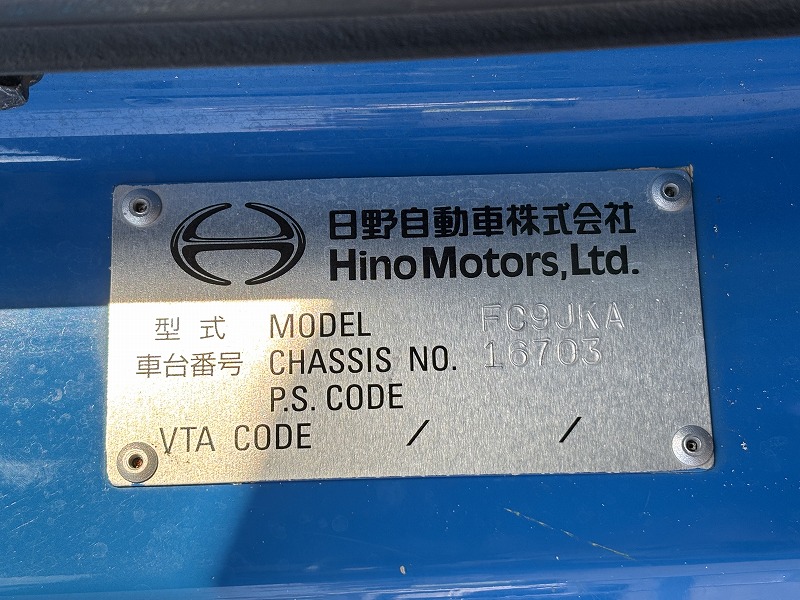 日野自動車株式会社
Hino Motors, Ltd.
型式 MODEL FC9JKA
車台番号 CHASSIS NO. 16703
P.S. CODE
VTA CODE / /